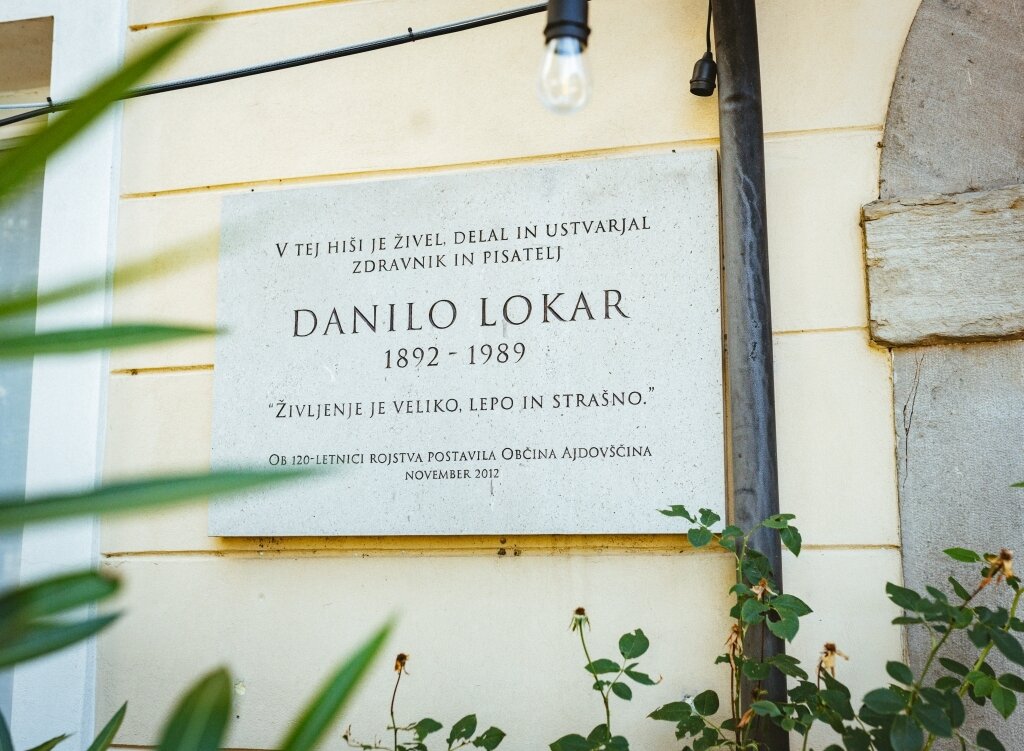 V TEJ HIŠI JE ŽIVEL, DELAL IN USTVARJAL
ZDRAVNIK IN PISATELJ
DANILO LOKAR
1892 - 1989
“ŽIVLJENJE JE VELIKO, LEPO IN STRAŠNO.”
OB 120-LETNICI ROJSTVA POSTAVILA OBČINA AJDOVŠČINA
NOVEMBER 2012